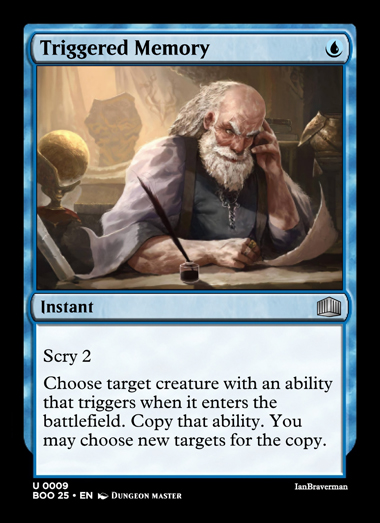 Triggered Memory
Instant
Scry 2
Choose target creature with an ability
that triggers when it enters the
battlefield. Copy that ability. You
may choose new targets for the copy.
U 0009
BOO 25 • EN Dungeon Master
IanBraverman